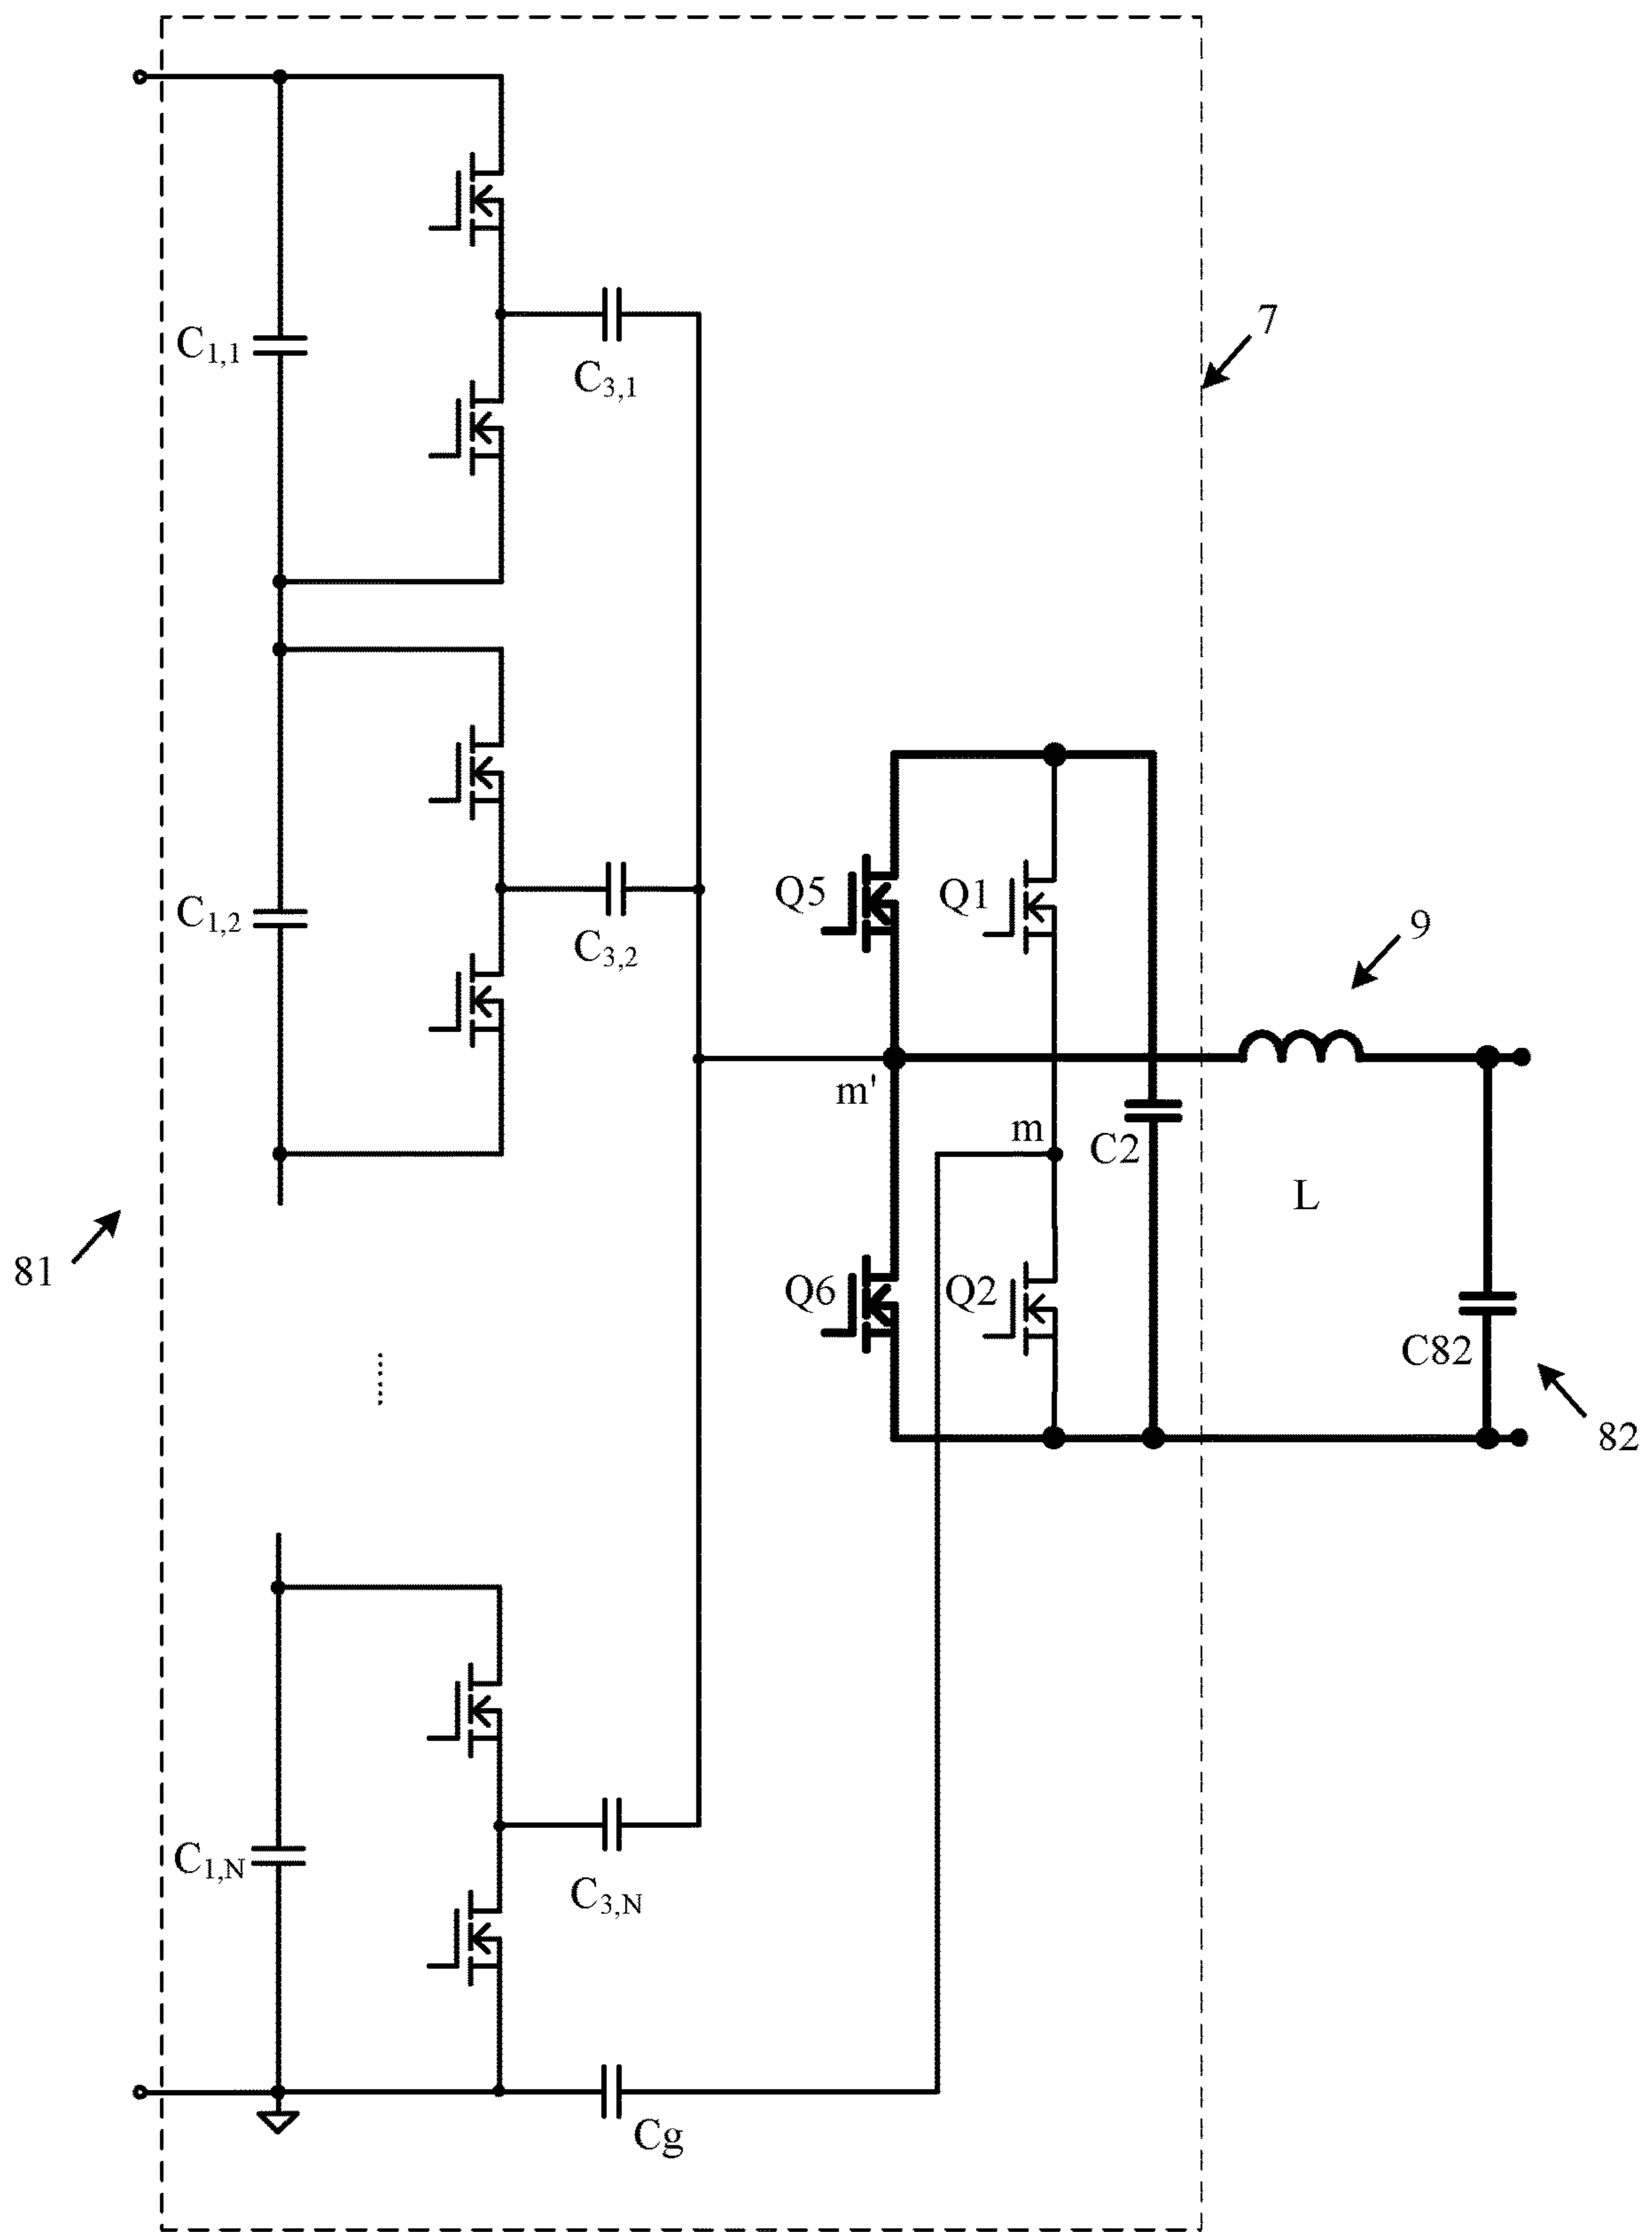 7
C1,1
C3,1
C1,2
C3,2
Q5
Q1
9
m'
m
C2
L
81
Q6
Q2
C82
82
......
C1,N
C3,N
Cg